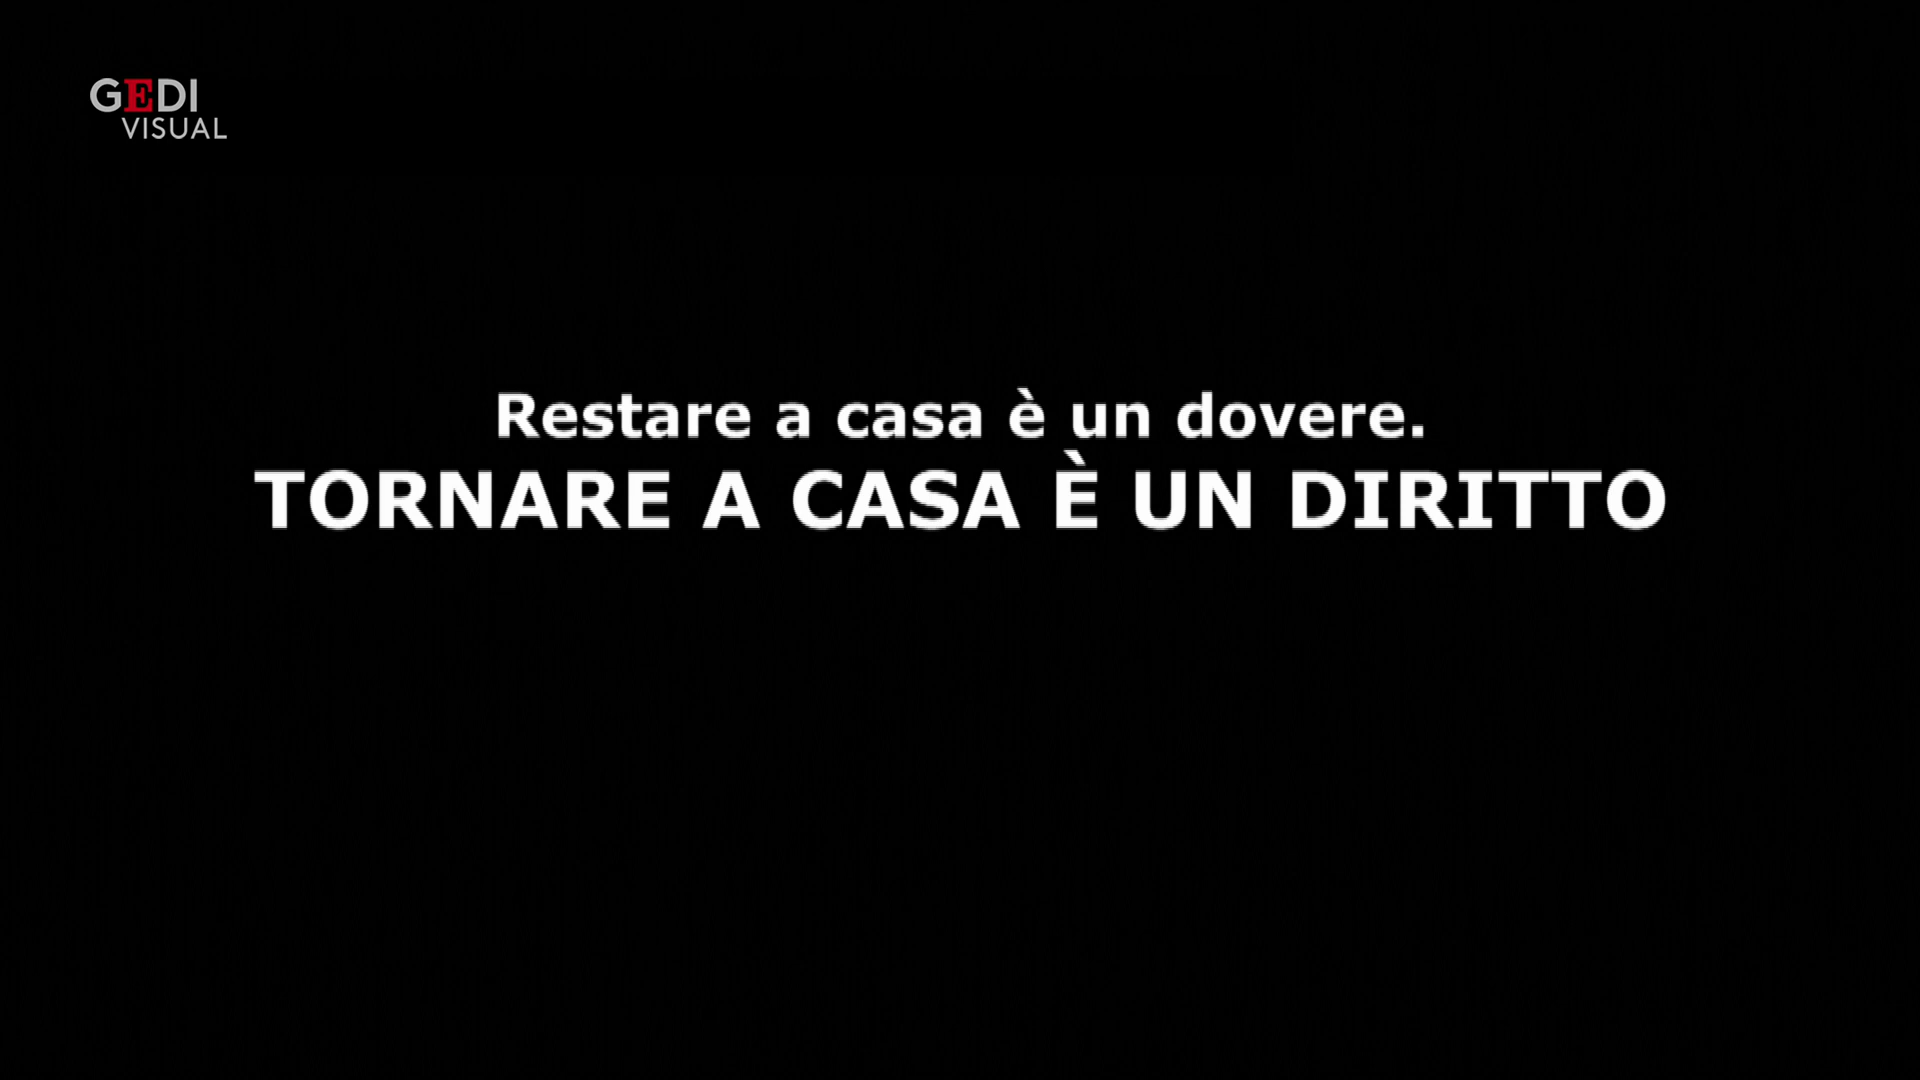 GEDI
VISUAL
Restare a casa è un dovere.
TORNARE A CASA È UN DIRITTO